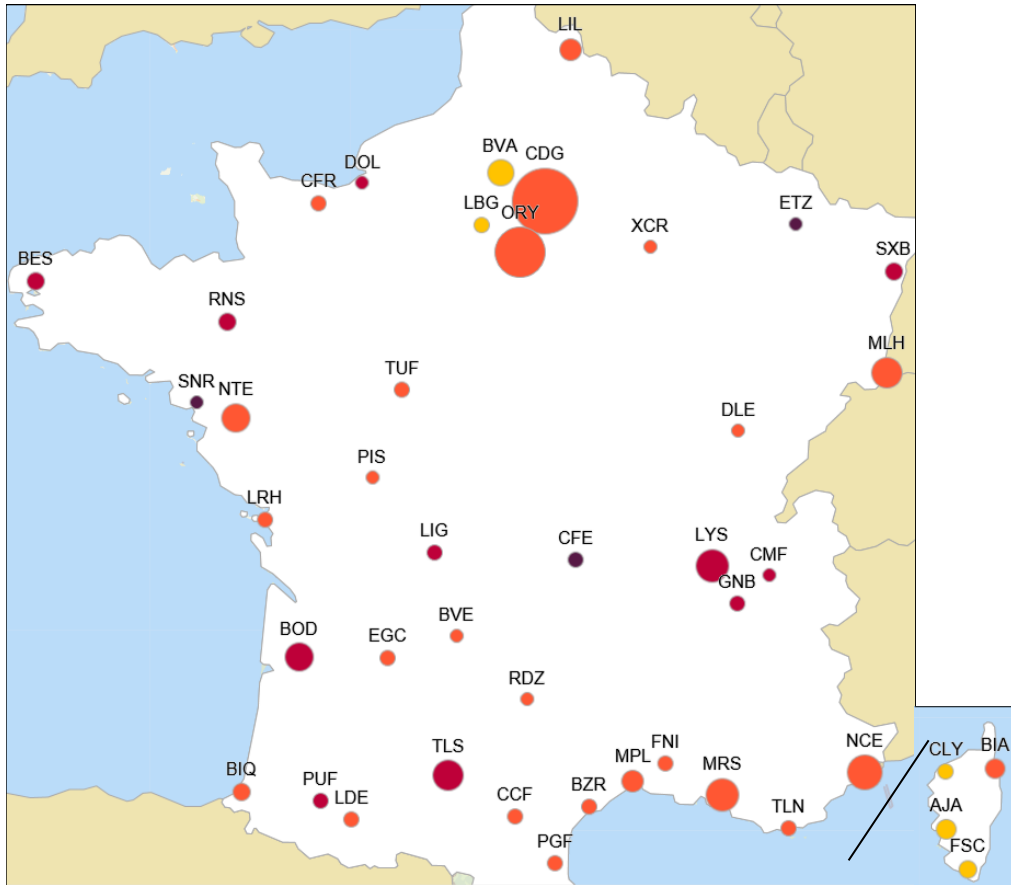 LIL
BVA
CDG
DOL
CFR
LBG
ORY
XCR
ETZ
SXB
BES
RNS
MLH
TUF
SNR
NTE
DLE
PIS
LRH
LIG
CFE
LYS
CMF
GNB
BOD
EGC
BVE
RDZ
TLS
FNI
NCE
CLY
BIA
BIQ
PUF
LDE
CCF
BZR
MPL
MRS
TLN
AJA
PGF
FSC